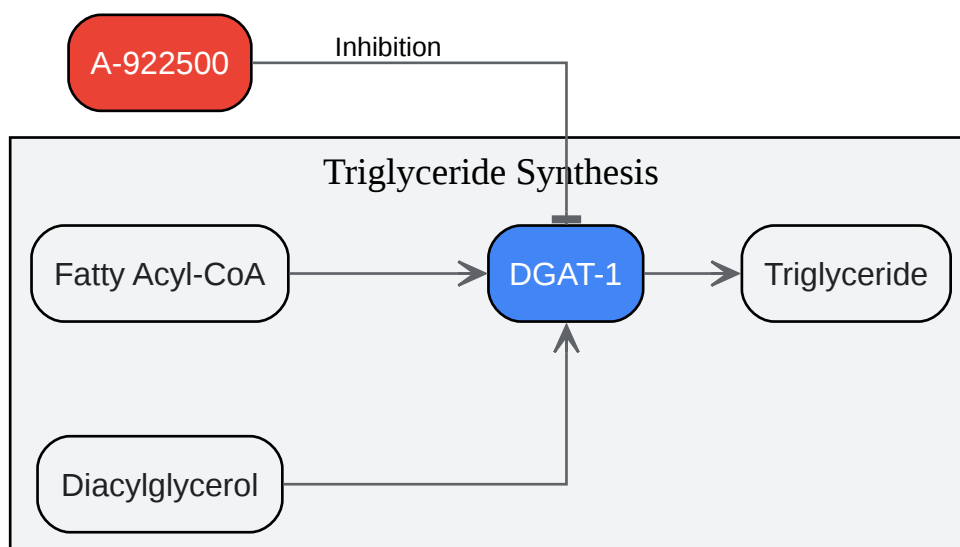 A-922500
Inhibition
Triglyceride Synthesis
Fatty Acyl-CoA
DGAT-1
Triglyceride
Diacylglycerol